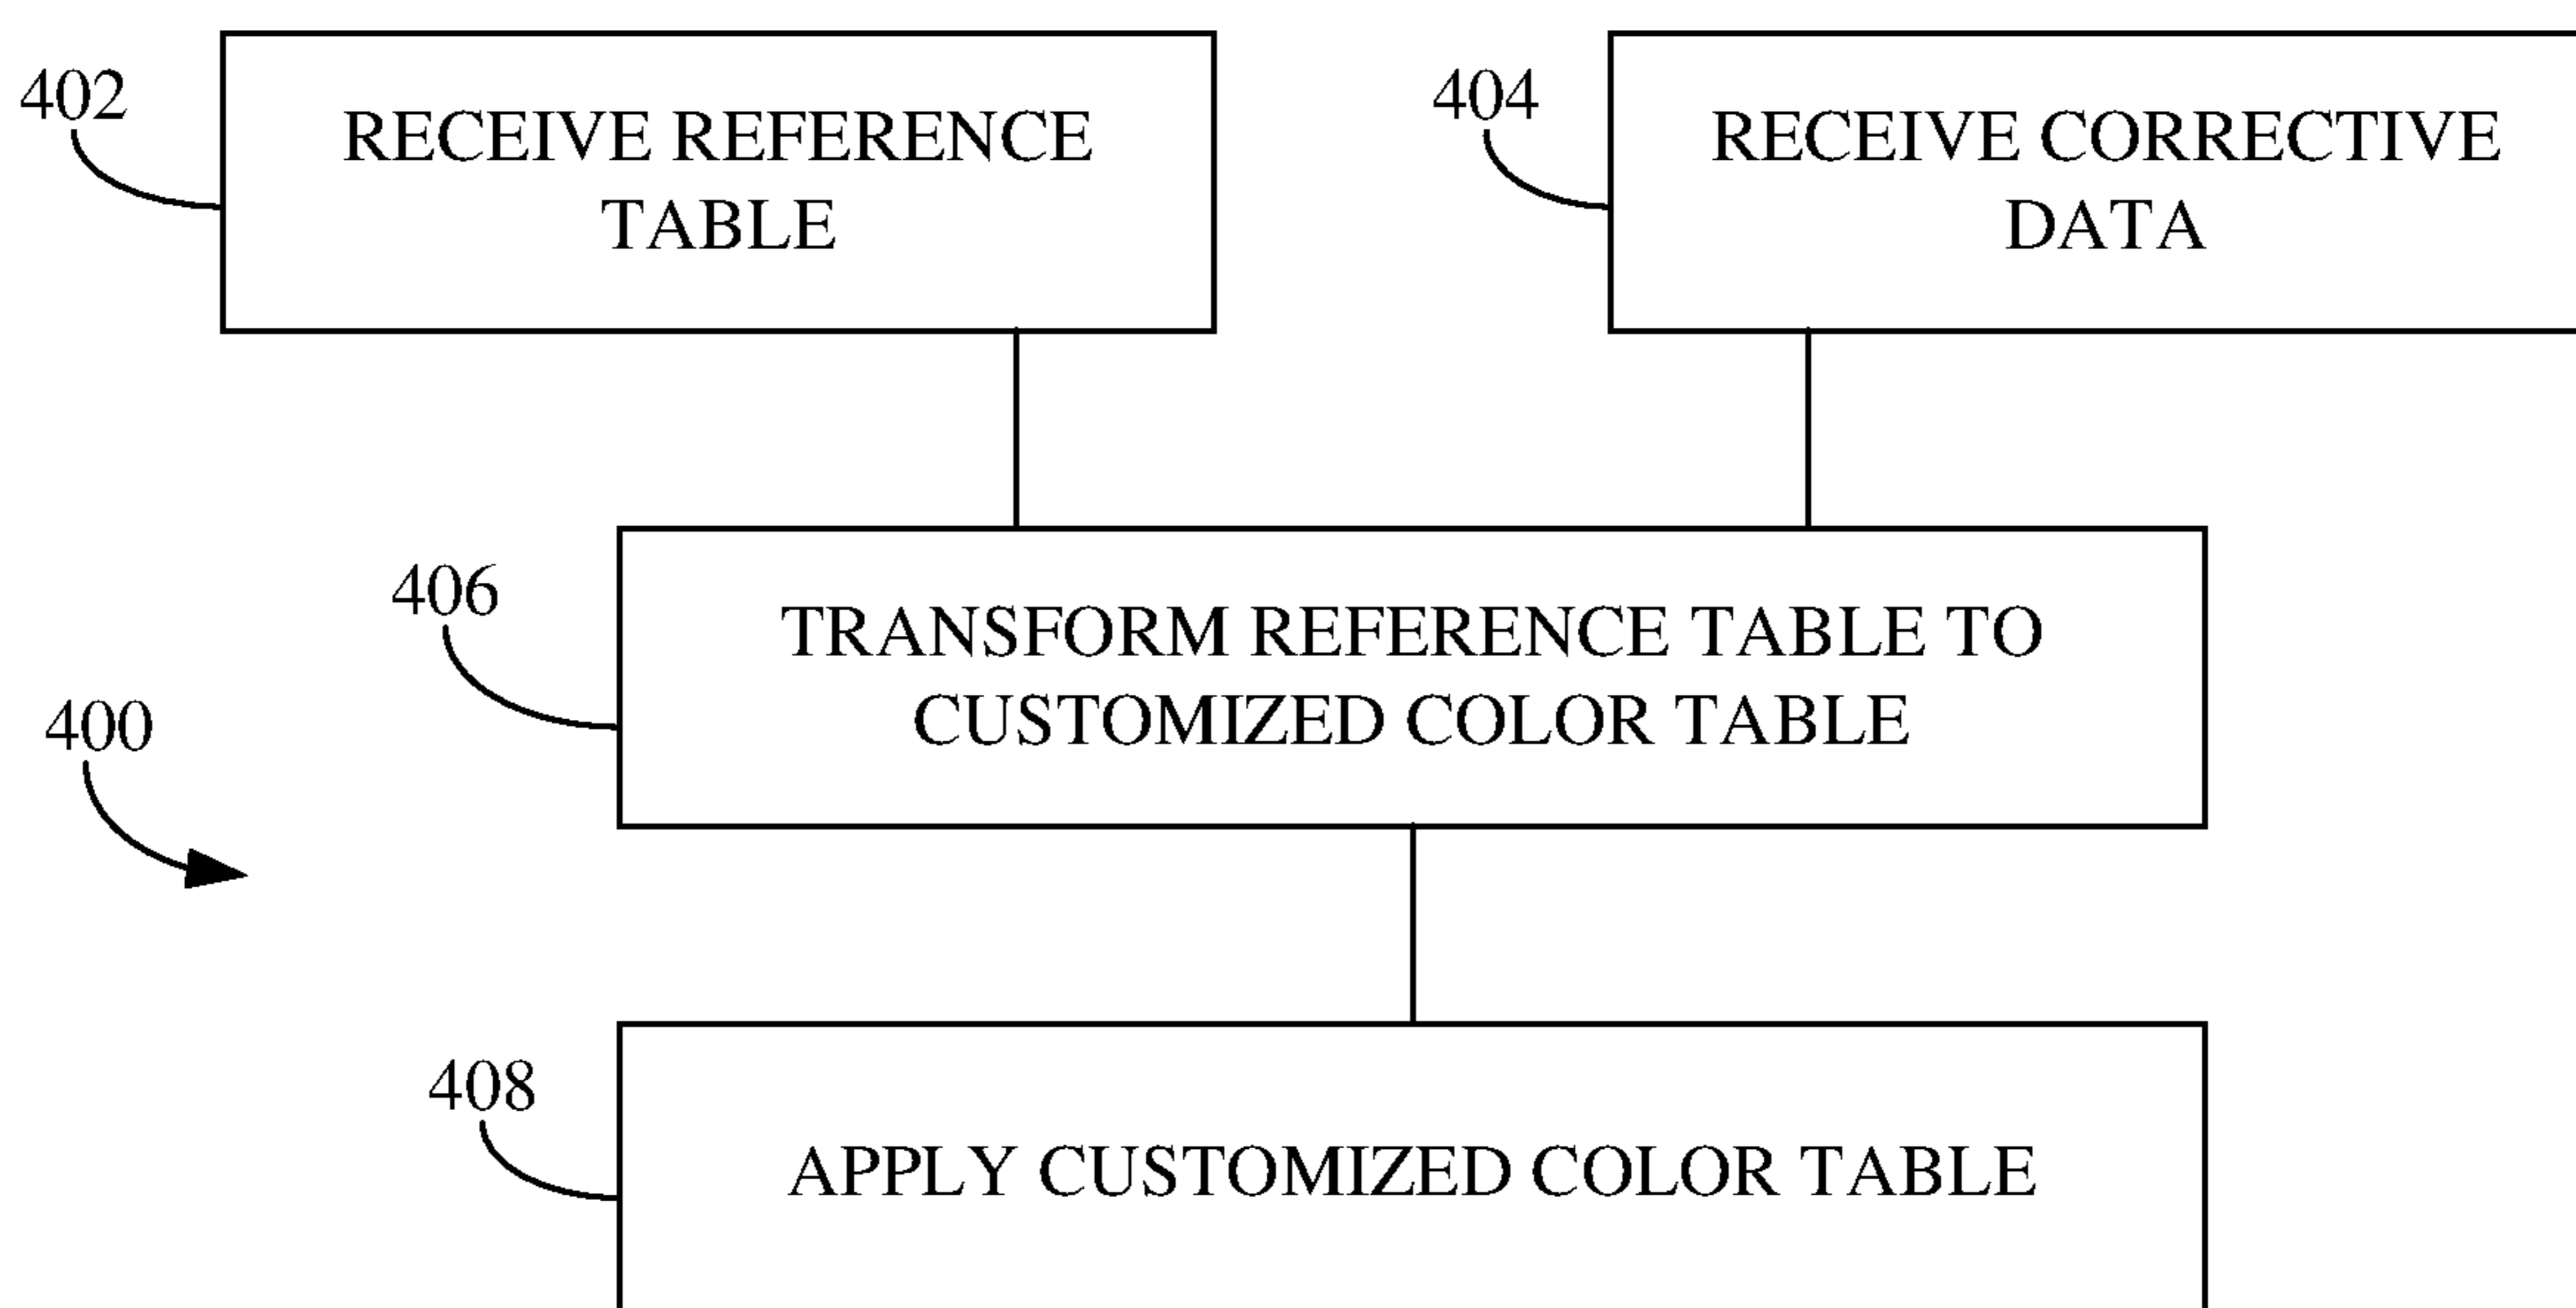 402
RECEIVE REFERENCE
TABLE
404
RECEIVE CORRECTIVE
DATA
406
TRANSFORM REFERENCE TABLE TO
CUSTOMIZED COLOR TABLE
400
408
APPLY CUSTOMIZED COLOR TABLE